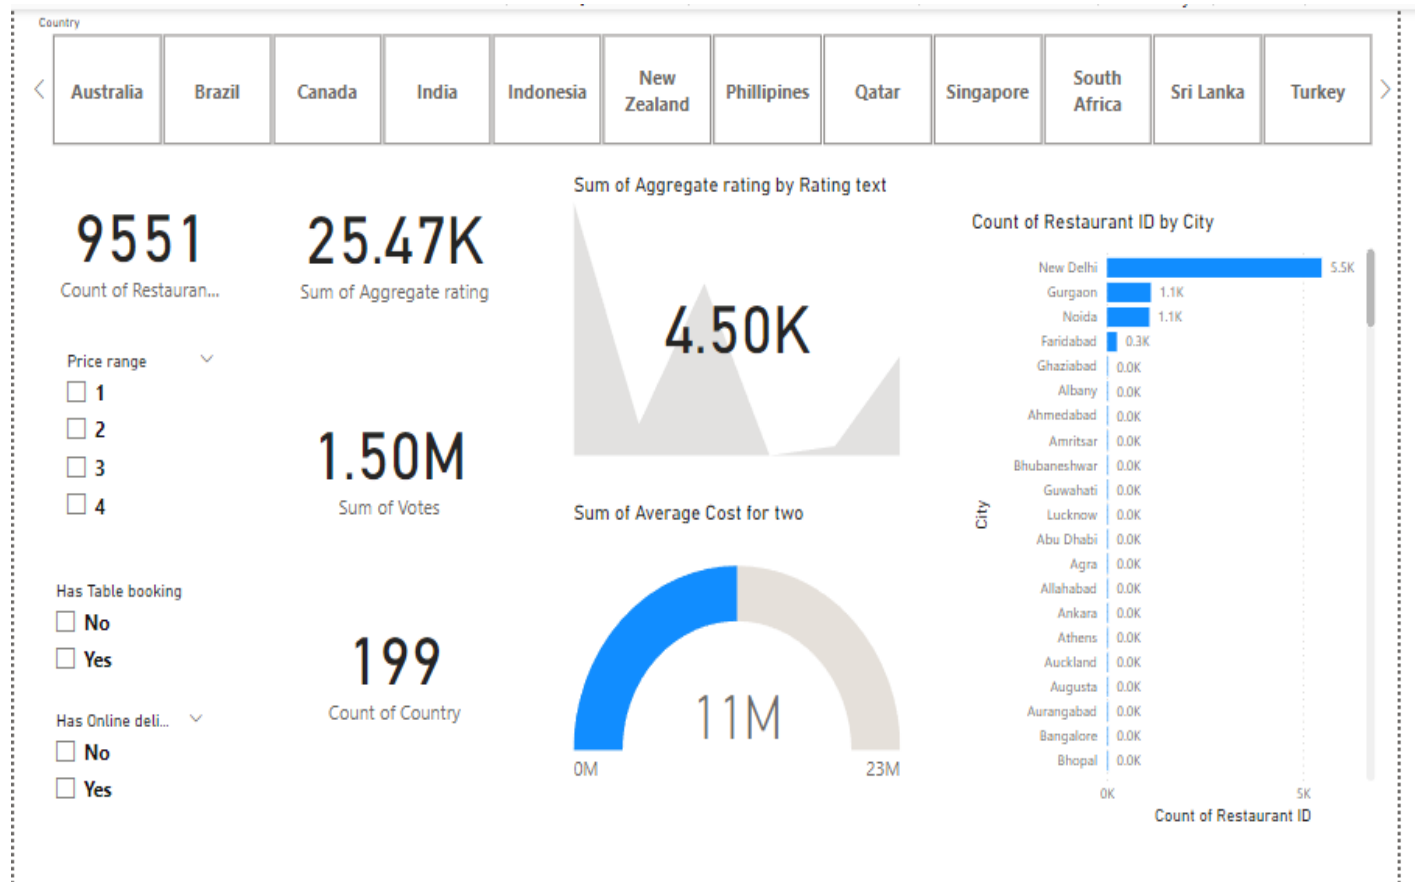 Country
Australia
Brazil
Canada
India
Indonesia
New
Zealand
Phillipines
Qatar
Singapore
South
Africa
Sri Lanka
Turkey
9551
Count of Restauran...
25.47K
Sum of Aggregate rating
Price range
1
2
3
4
1.50M
Sum of Votes
Has Table booking
No
Yes
199
Count of Country
Has Online deli...
No
Yes
Sum of Aggregate rating by Rating text
4.50K
Sum of Average Cost for two
11M
0M
23M
Count of Restaurant ID by City
City
New Delhi 5.5K
Gurgaon 1.1K
Noida 1.1K
Faridabad 0.3K
Ghaziabad 0.0K
Albany 0.0K
Ahmedabad 0.0K
Amritsar 0.0K
Bhubaneshwar 0.0K
Guwahati 0.0K
Lucknow 0.0K
Abu Dhabi 0.0K
Agra 0.0K
Allahabad 0.0K
Ankara 0.0K
Athens 0.0K
Auckland 0.0K
Augusta 0.0K
Aurangabad 0.0K
Bangalore 0.0K
Bhopal 0.0K
0K 5K
Count of Restaurant ID